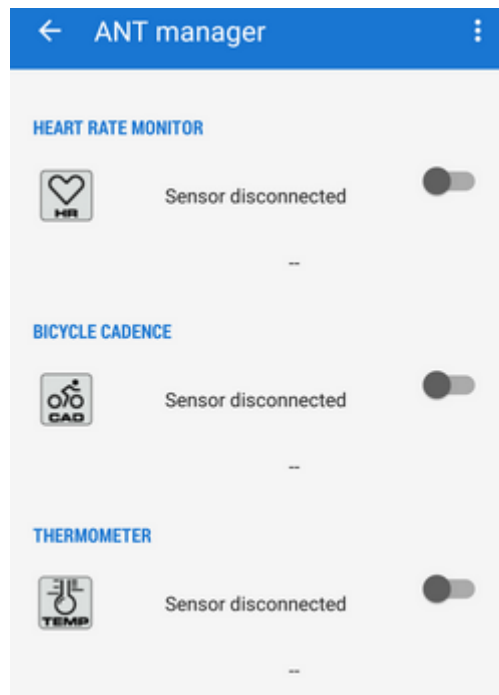 ANT manager
HEART RATE MONITOR
HR
Sensor disconnected
--
BICYCLE CADENCE
CAD
Sensor disconnected
--
THERMOMETER
TEMP
Sensor disconnected
--